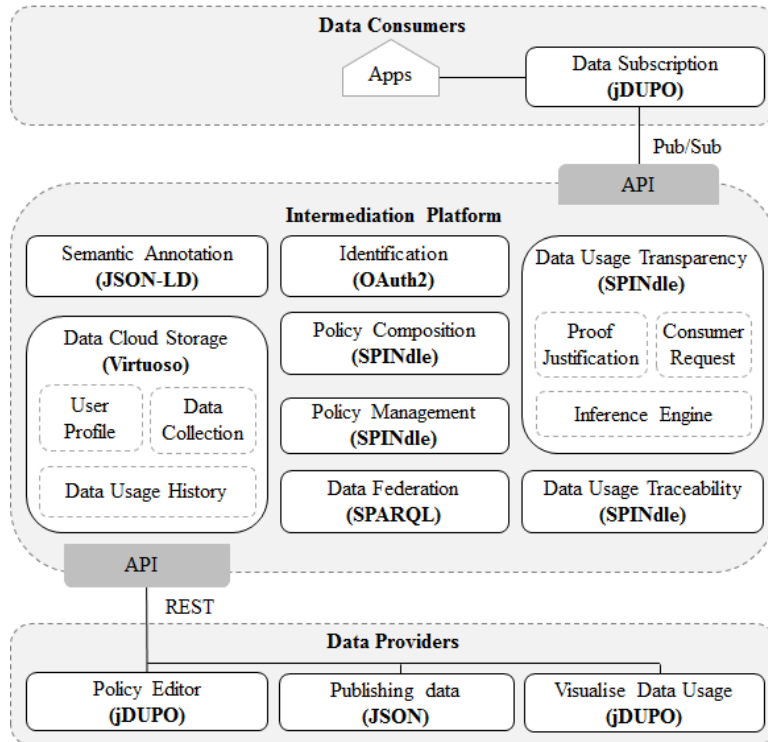 Data Consumers
Apps
Data Subscription
(jDUPO)
Pub/Sub
API
Intermediation Platform
Semantic Annotation
(JSON-LD)
Identification
(OAuth2)
Data Usage Transparency
(SPINdle)
Proof
Justification
Consumer
Request
Inference Engine
Data Cloud Storage
(Virtuoso)
User
Profile
Data
Collection
Data Usage History
Policy Composition
(SPINdle)
Policy Management
(SPINdle)
Data Federation
(SPARQL)
Data Usage Traceability
(SPINdle)
API
REST
Data Providers
Policy Editor
(jDUPO)
Publishing data
(JSON)
Visualise Data Usage
(jDUPO)